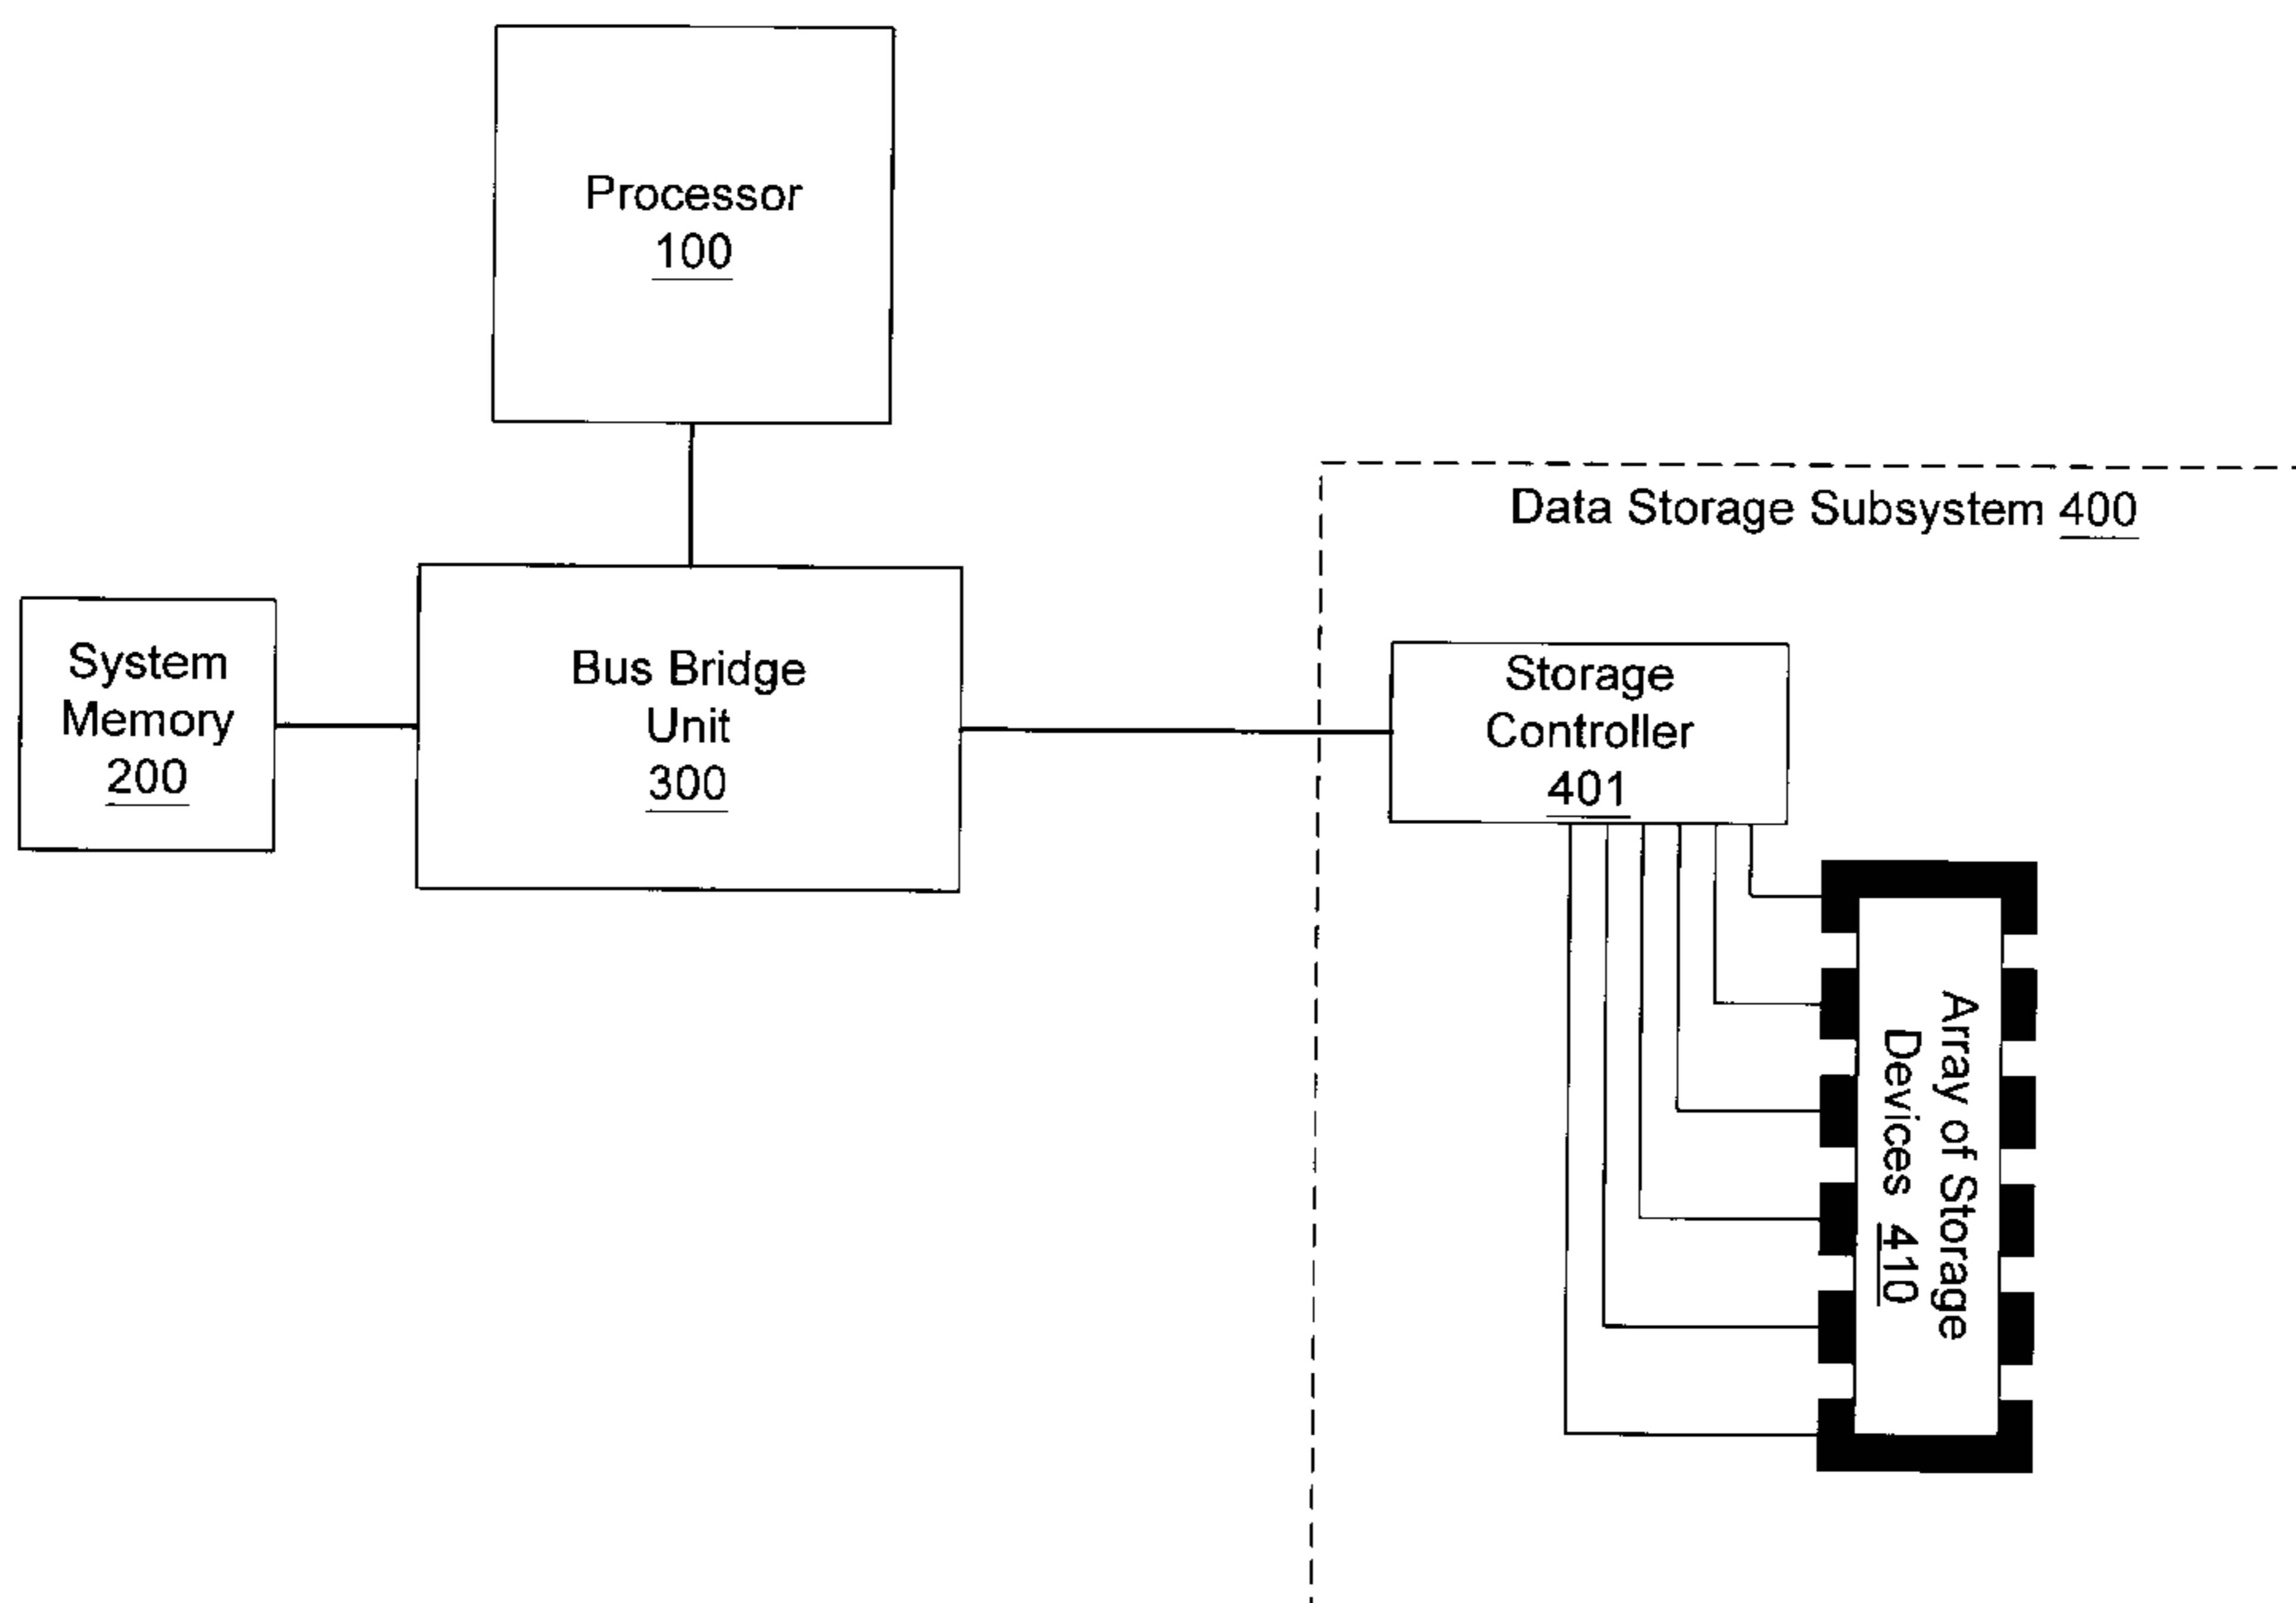 Processor
100
Data Storage Subsystem 400
System
Memory
200
Bus Bridge
Unit
300
Storage
Controller
401
Array of Storage
Devices 410